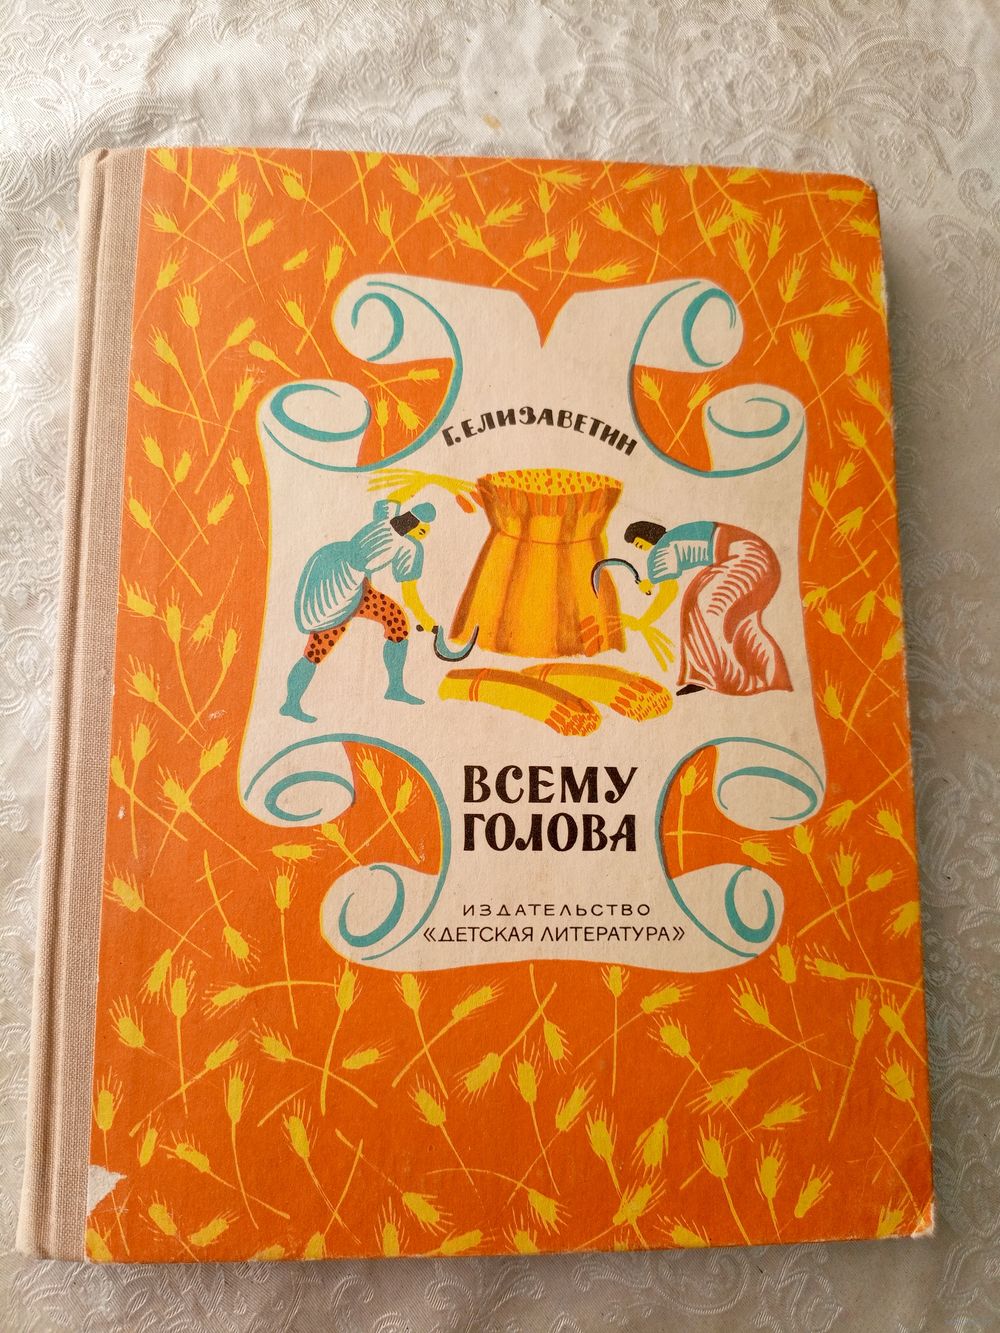 Г. ЕЛИЗАВЕТИН
ВСЕМУ
ГОЛОВА
ИЗДАТЕЛЬСТВО
«ДЕТСКАЯ ЛИТЕРАТУРА»